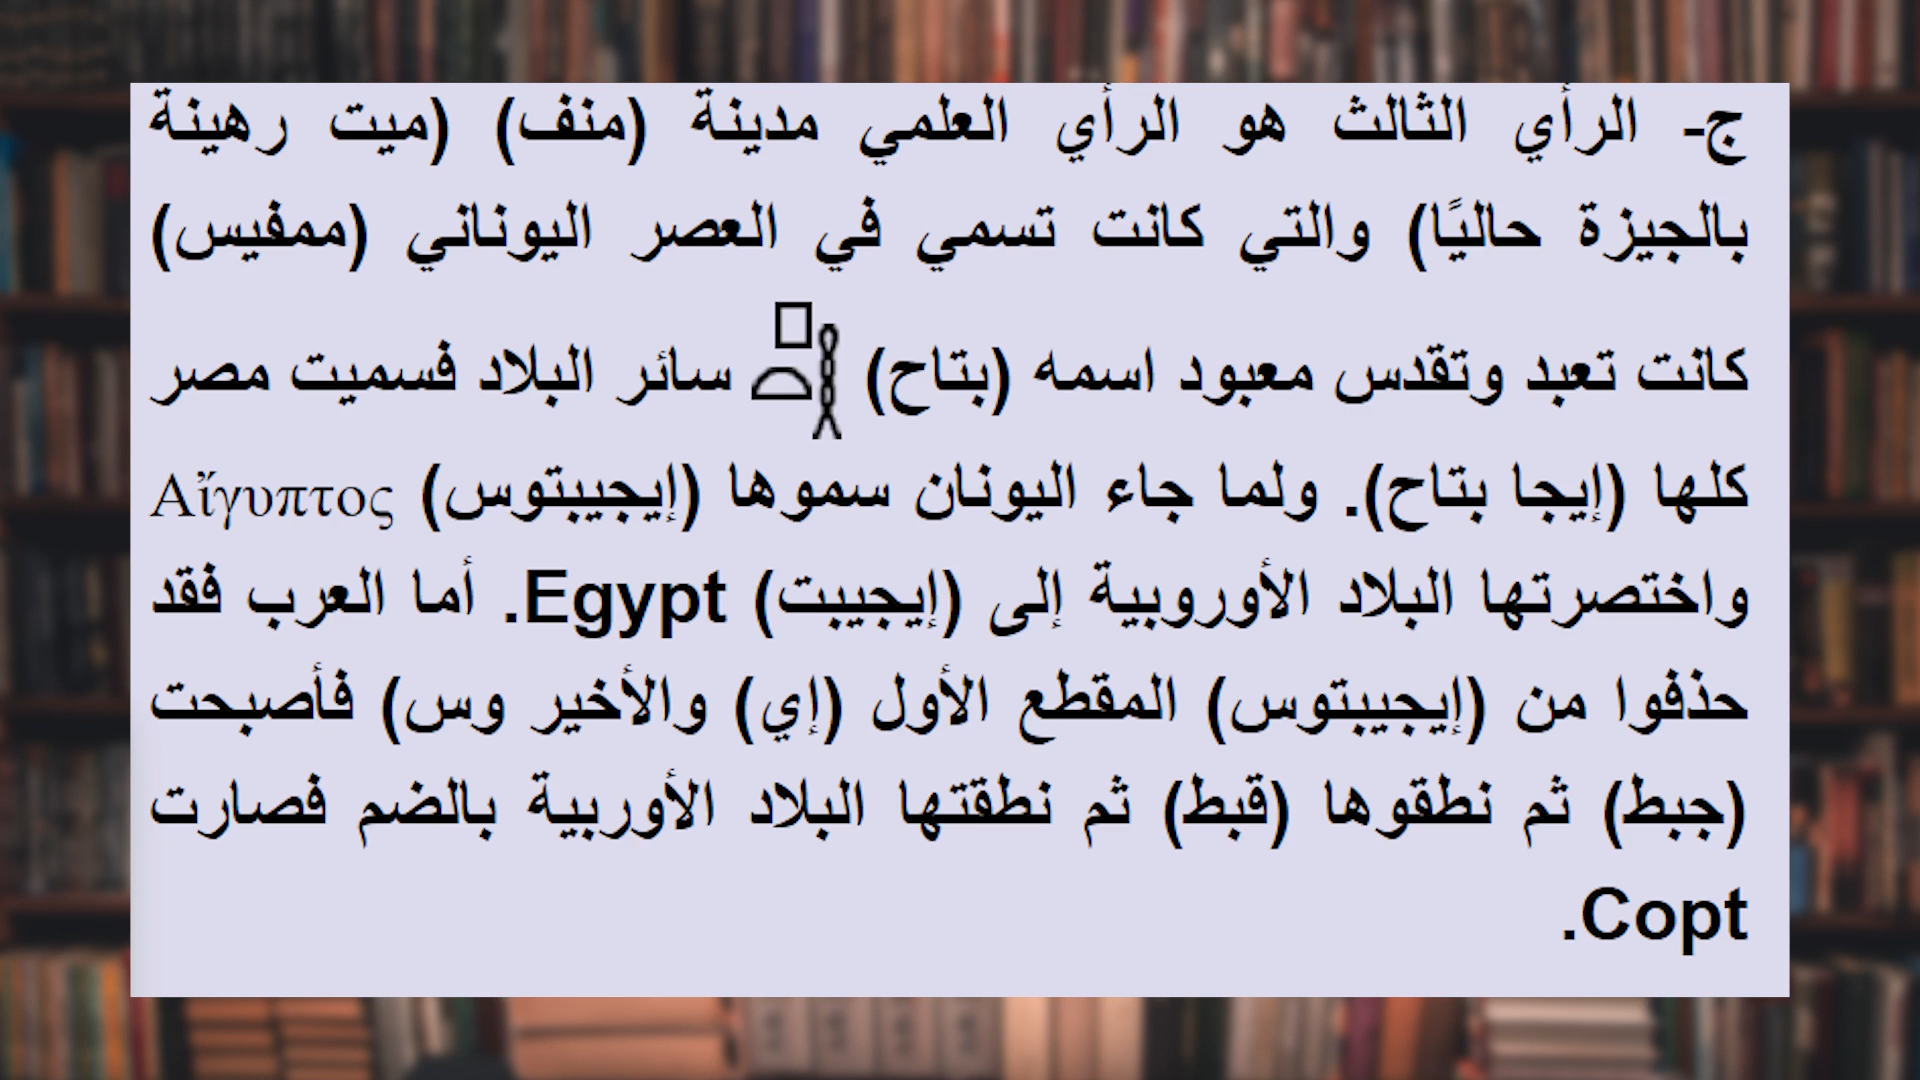 ج- الرأي الثالث هو الرأي العلمي مدينة (منف) (ميت رهينة
بالجيزة حاليًا) والتي كانت تسمي في العصر اليوناني (ممفيس)
كانت تعبد وتقدس معبود اسمه (بتاح) 𓊪𓏏𓎛 سائر البلاد فسميت مصر
كلها (إيجا بتاح). ولما جاء اليونان سموها (إيجيبتوس) Αἴγυπτος
واختصرتها البلاد الأوروبية إلى (إيجيبت) Egypt. أما العرب فقد
حذفوا من (إيجيبتوس) المقطع الأول (إي) والأخير وس) فأصبحت
(جبط) ثم نطقوها (قبط) ثم نطقتها البلاد الأوربية بالضم فصارت
Copt.